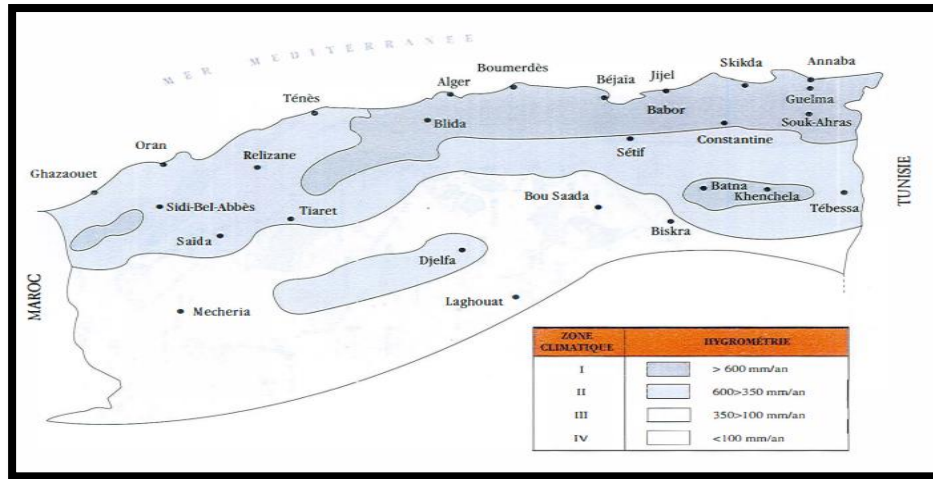 MER MEDITERRANEE
Skikda
Annaba
Boumerdès
Jijel
Alger
Béjaïa
Guelma
Ténès
Babor
Souk-Ahras
Blida
Oran
Constantine
Relizane
Sétif
Ghazaouet
TUNISIE
Batna
Khenchela
Sidi-Bel-Abbès
Bou Saada
Tébessa
Tiaret
Saïda
Biskra
Djelfa
MAROC
Laghouat
Mecheria
ZONE CLIMATIQUE
HYGROMÉTRIE
I > 600 mm/an
II 600>350 mm/an
III 350>100 mm/an
IV <100 mm/an